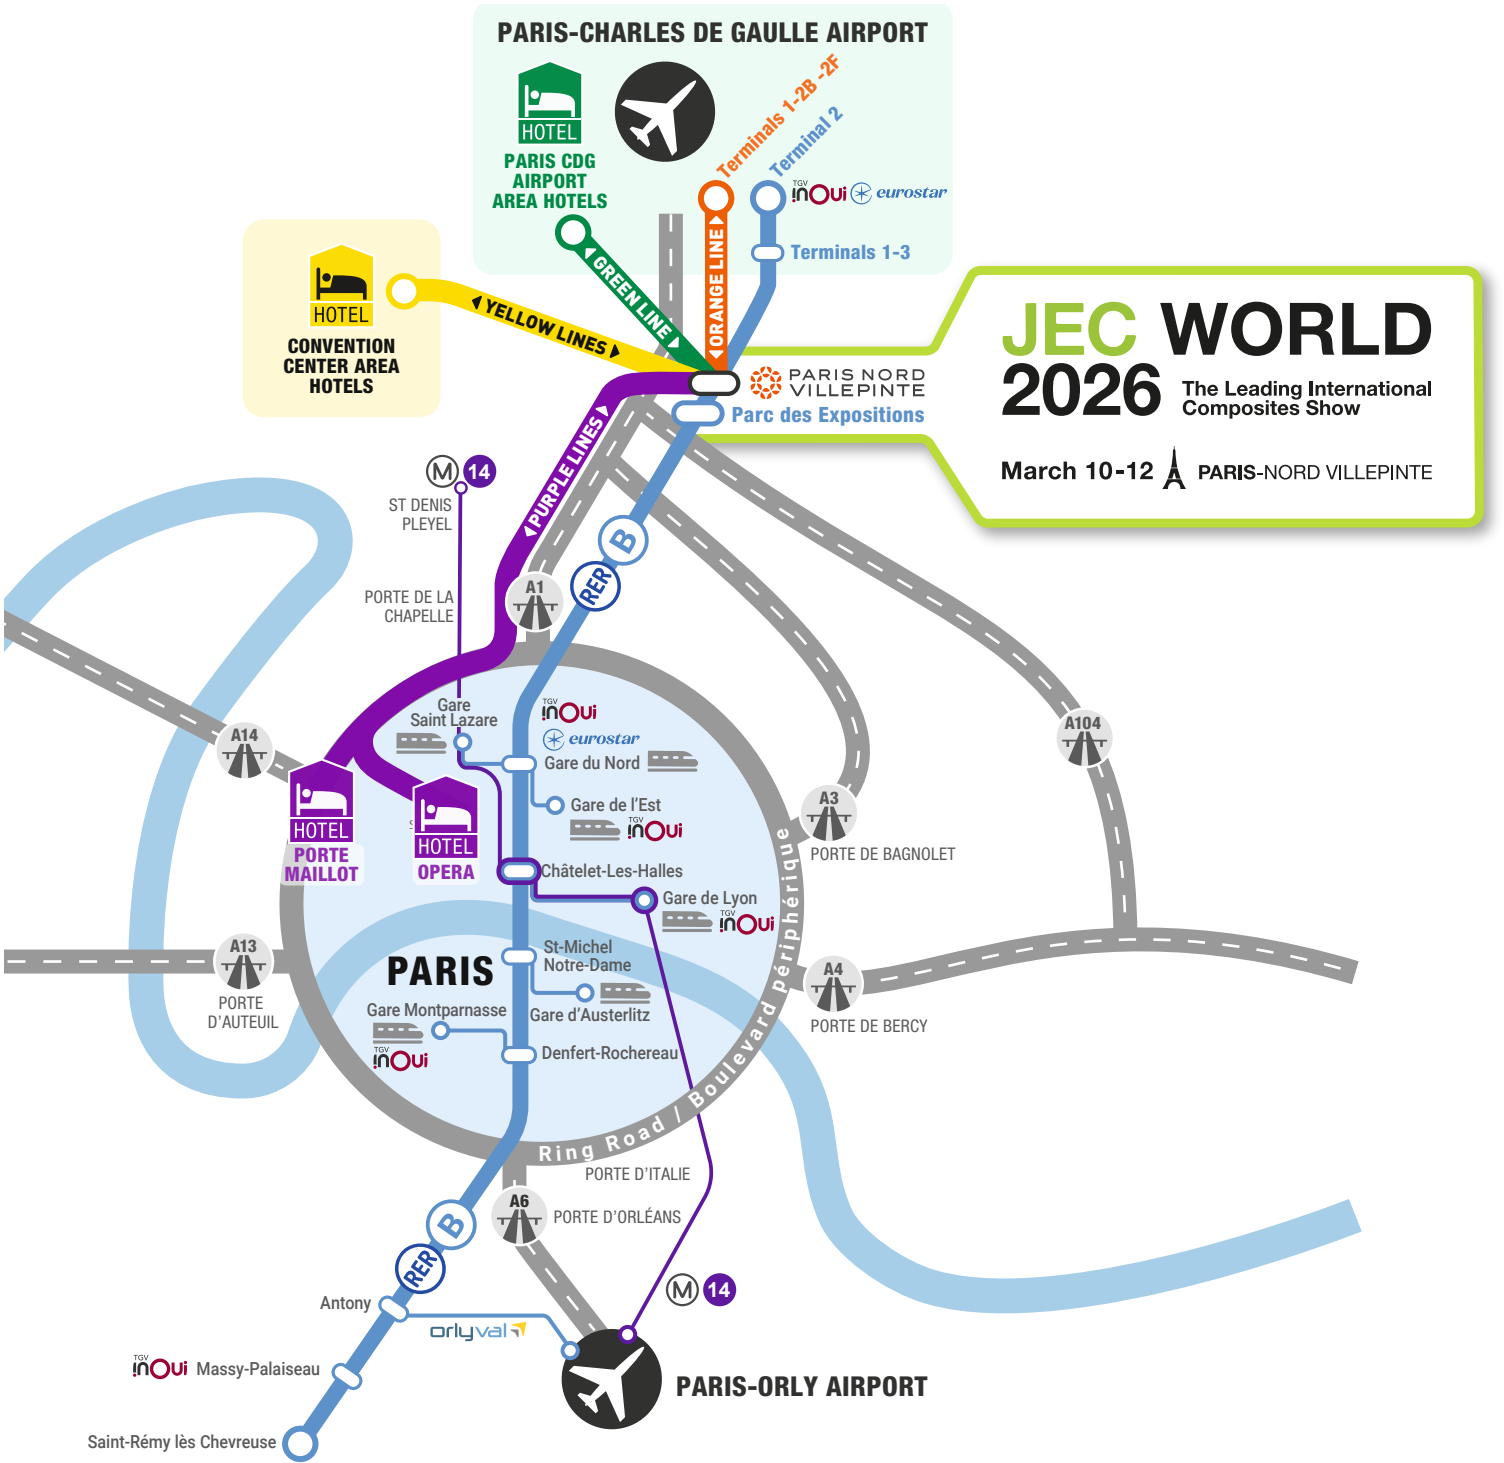 PARIS-CHARLES DE GAULLE AIRPORT
HOTEL
PARIS CDG
AIRPORT
AREA HOTELS
Terminals 1-2B -2F
Terminal 2
TGV inOui eurostar
Terminals 1-3
GREEN LINE
ORANGE LINE
HOTEL
CONVENTION
CENTER AREA
HOTELS
YELLOW LINES
PURPLE LINES
PARIS NORD
VILLEPINTE
Parc des Expositions
JEC WORLD
2026
The Leading International
Composites Show
March 10-12 PARIS-NORD VILLEPINTE
M 14
ST DENIS
PLEYEL
PORTE DE LA
CHAPELLE
B
RER
A1
A14
A104
Gare
Saint Lazare
TGV inOui
eurostar
Gare du Nord
Gare de l'Est
TGV inOui
HOTEL
PORTE
MAILLOT
HOTEL
OPERA
A3
PORTE DE BAGNOLET
Châtelet-Les-Halles
Gare de Lyon
TGV inOui
A13
PORTE
D'AUTEUIL
PARIS
St-Michel
Notre-Dame
A4
PORTE DE BERCY
Gare Montparnasse
TGV inOui
Gare d'Austerlitz
Denfert-Rochereau
Ring Road / Boulevard périphérique
PORTE D'ITALIE
A6
PORTE D'ORLÉANS
B
RER
M 14
Antony
orlyval
TGV inOui Massy-Palaiseau
PARIS-ORLY AIRPORT
Saint-Rémy lès Chevreuse